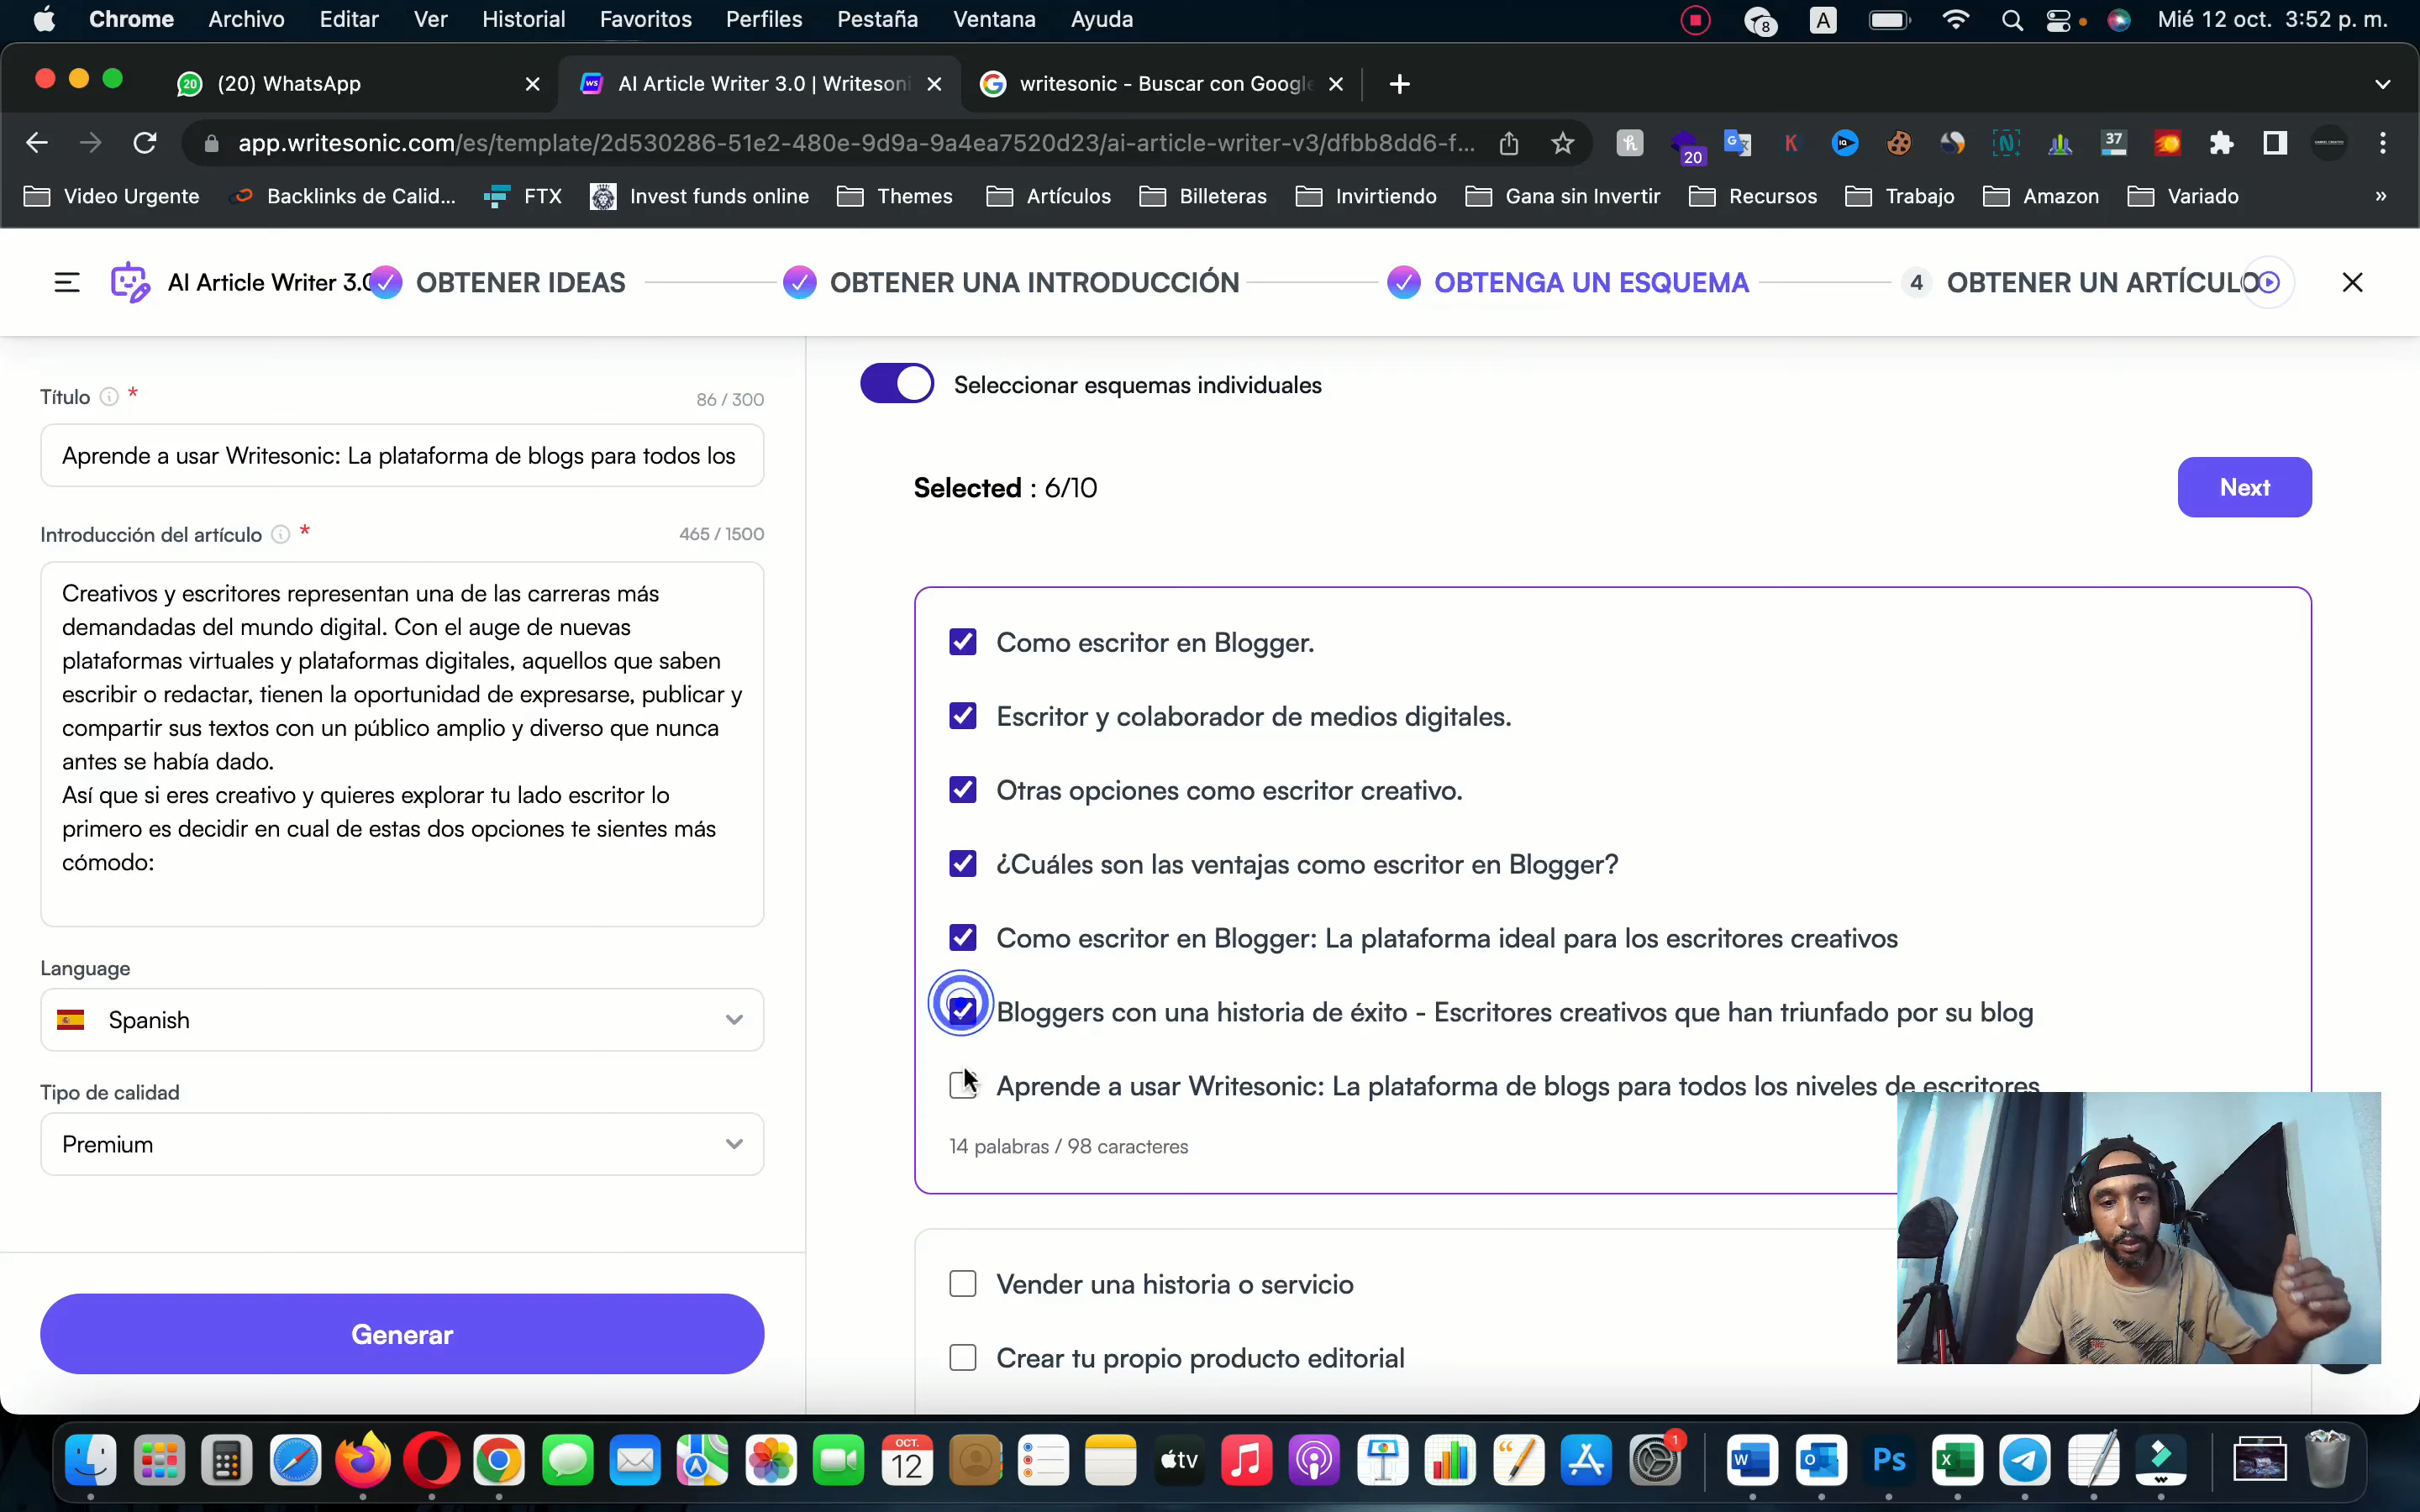 Chrome Archivo Editar Ver Historial Favoritos Perfiles Pestaña Ventana Ayuda
8 A Mié 12 oct. 3:52 p. m.
20 (20) WhatsApp
AI Article Writer 3.0 | Writesoni
writesonic - Buscar con Google
app.writesonic.com/es/template/2d530286-51e2-480e-9d9a-9a4ea7520d23/ai-article-writer-v3/dfbb8dd6-f...
20 K IQ N 37
Video Urgente Backlinks de Calid... FTX Invest funds online Themes Artículos Billeteras Invirtiendo Gana sin Invertir Recursos Trabajo Amazon Variado »
AI Article Writer 3.0 OBTENER IDEAS OBTENER UNA INTRODUCCIÓN OBTENGA UN ESQUEMA 4 OBTENER UN ARTÍCULO
Título * 86 / 300
Aprende a usar Writesonic: La plataforma de blogs para todos los
Introducción del artículo * 465 / 1500
Creativos y escritores representan una de las carreras más
demandadas del mundo digital. Con el auge de nuevas
plataformas virtuales y plataformas digitales, aquellos que saben
escribir o redactar, tienen la oportunidad de expresarse, publicar y
compartir sus textos con un público amplio y diverso que nunca
antes se había dado.
Así que si eres creativo y quieres explorar tu lado escritor lo
primero es decidir en cual de estas dos opciones te sientes más
cómodo:
Language
Spanish
Tipo de calidad
Premium
Generar
Seleccionar esquemas individuales
Selected : 6/10
Next
Como escritor en Blogger.
Escritor y colaborador de medios digitales.
Otras opciones como escritor creativo.
¿Cuáles son las ventajas como escritor en Blogger?
Como escritor en Blogger: La plataforma ideal para los escritores creativos
Bloggers con una historia de éxito - Escritores creativos que han triunfado por su blog
Aprende a usar Writesonic: La plataforma de blogs para todos los niveles de escritores
14 palabras / 98 caracteres
Vender una historia o servicio
Crear tu propio producto editorial
OCT.
12
tv
1
W
O
Ps
X